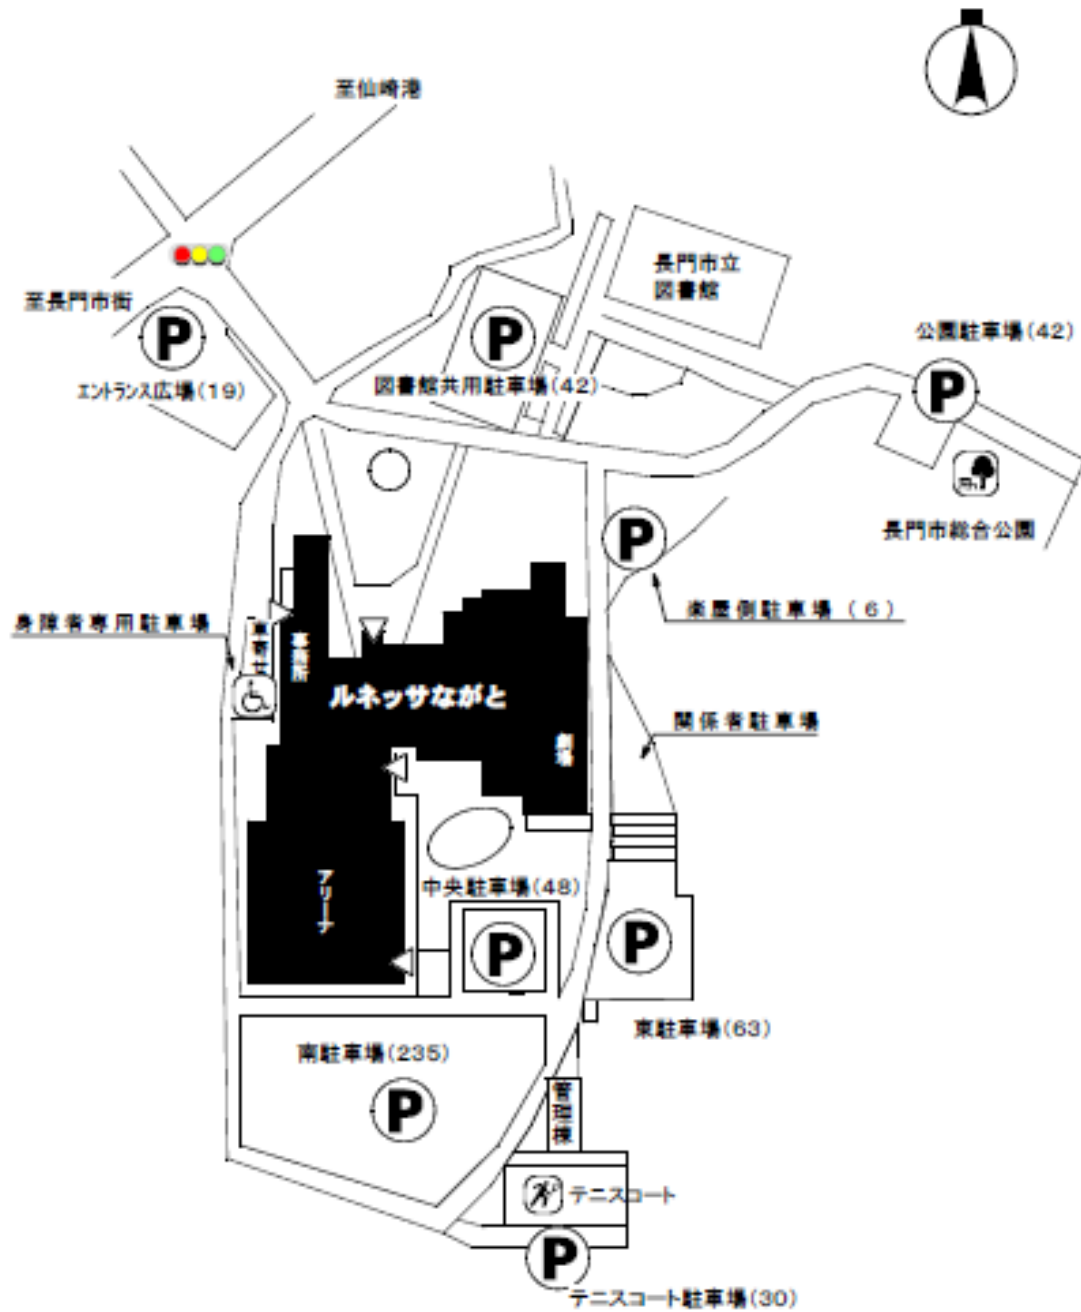 至仙崎港
長門市立
図書館
至長門市街
P
P
公園駐車場(42)
P
エントランス広場(19)
図書館共用駐車場(42)
長門市総合公園
P
楽屋側駐車場(6)
身障者専用駐車場
事務所
ルネッサながと
関係者駐車場
劇場
アリーナ
中央駐車場(48)
P
P
東駐車場(63)
南駐車場(235)
P
管理棟
テニスコート
P
テニスコート駐車場(30)